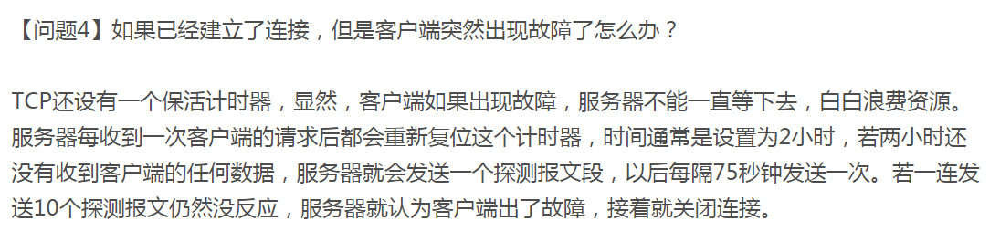 【问题4】如果已经建立了连接，但是客户端突然出现故障了怎么办？
TCP还设有一个保活计时器，显然，客户端如果出现故障，服务器不能一直等下去，白白浪费资源。
服务器每收到一次客户端的请求后都会重新复位这个计时器，时间通常是设置为2小时，若两小时还
没有收到客户端的任何数据，服务器就会发送一个探测报文段，以后每隔75秒钟发送一次。若一连发
送10个探测报文仍然没反应，服务器就认为客户端出了故障，接着就关闭连接。